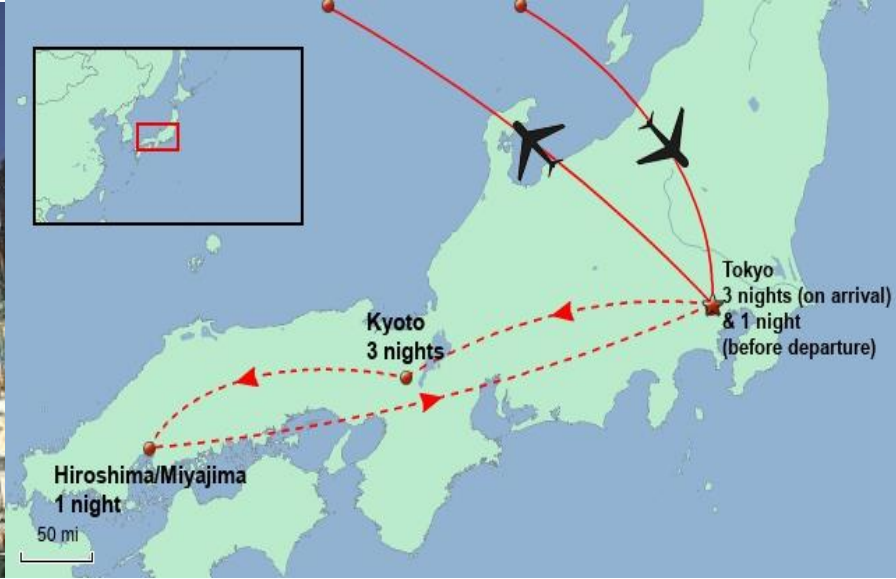 Tokyo
3 nights (on arrival)
& 1 night
(before departure)
Kyoto
3 nights
Hiroshima/Miyajima
1 night
50 mi